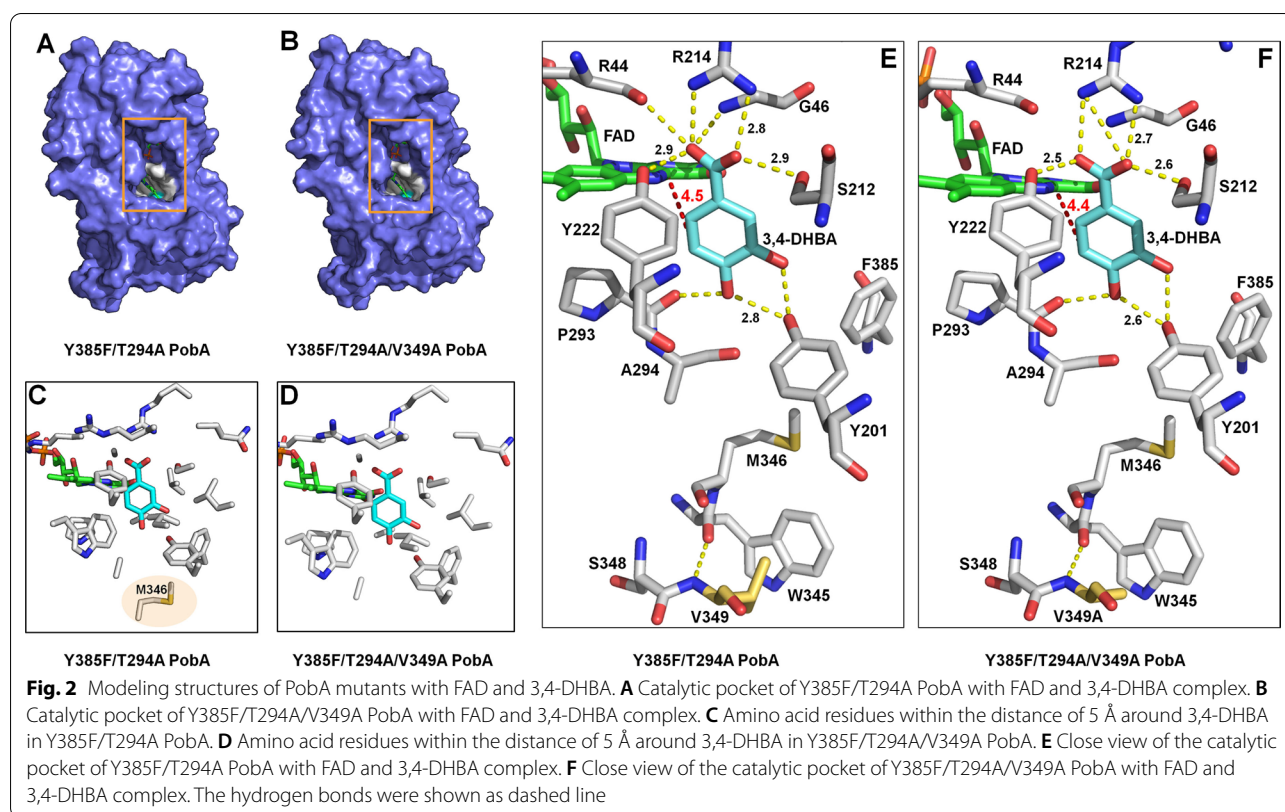 A
B
Y385F/T294A PobA
Y385F/T294A/V349A PobA
C
M346
D
Y385F/T294A PobA
Y385F/T294A/V349A PobA
E
R214
R44
G46
2.8
FAD
2.9
2.9
S212
4.5
Y222
3,4-DHBA
F385
P293
2.8
A294
Y201
M346
S348
W345
V349
Y385F/T294A PobA
F
R214
R44
G46
2.7
FAD
2.5
2.6
S212
4.4
Y222
3,4-DHBA
F385
P293
2.6
A294
Y201
M346
S348
W345
V349A
Y385F/T294A/V349A PobA
Fig. 2 Modeling structures of PobA mutants with FAD and 3,4-DHBA. A Catalytic pocket of Y385F/T294A PobA with FAD and 3,4-DHBA complex. B
Catalytic pocket of Y385F/T294A/V349A PobA with FAD and 3,4-DHBA complex. C Amino acid residues within the distance of 5 Å around 3,4-DHBA
in Y385F/T294A PobA. D Amino acid residues within the distance of 5 Å around 3,4-DHBA in Y385F/T294A/V349A PobA. E Close view of the catalytic
pocket of Y385F/T294A PobA with FAD and 3,4-DHBA complex. F Close view of the catalytic pocket of Y385F/T294A/V349A PobA with FAD and
3,4-DHBA complex. The hydrogen bonds were shown as dashed line